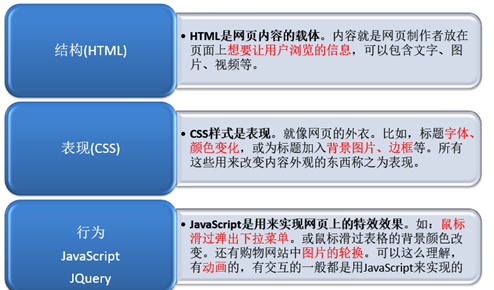 结构(HTML)
• HTML是网页内容的载体。内容就是网页制作者放在
页面上想要让用户浏览的信息，可以包含文字、图
片、视频等。
表现(CSS)
• CSS样式是表现。就像网页的外衣。比如，标题字体、
颜色变化，或为标题加入背景图片、边框等。所有
这些用来改变内容外观的东西称之为表现。
行为
JavaScript
JQuery
• JavaScript是用来实现网页上的特效效果。如：鼠标
滑过弹出下拉菜单。或鼠标滑过表格的背景颜色改
变。还有购物网站中图片的轮换。可以这么理解，
有动画的，有交互的一般都是用JavaScript来实现的